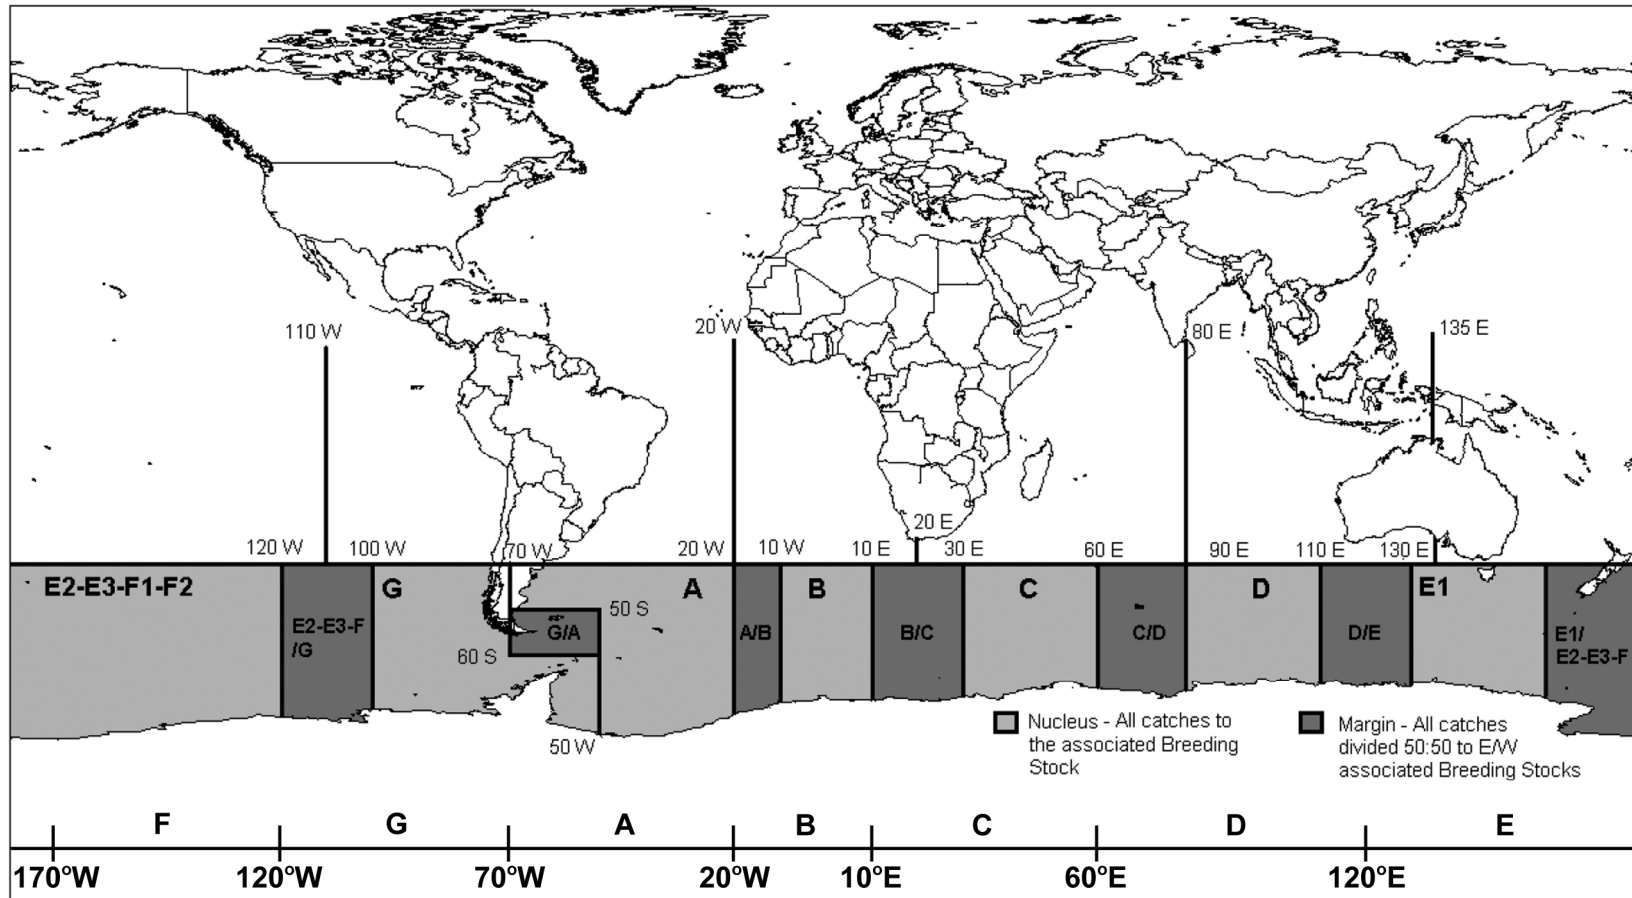 110 W
20 W
80 E
135 E
20 E
120 W
100 W
70 W
20 W
10 W
10 E
30 E
60 E
90 E
110 E
130 E
E2-E3-F1-F2
G
A
B
C
D
E1
50 S
E2-E3-F
/G
G/A
A/B
B/C
C/D
D/E
E1/
E2-E3-F
60 S
50 W
Nucleus - All catches to
the associated Breeding
Stock
Margin - All catches
divided 50:50 to E/W
associated Breeding Stocks
F
G
A
B
C
D
E
170°W
120°W
70°W
20°W
10°E
60°E
120°E